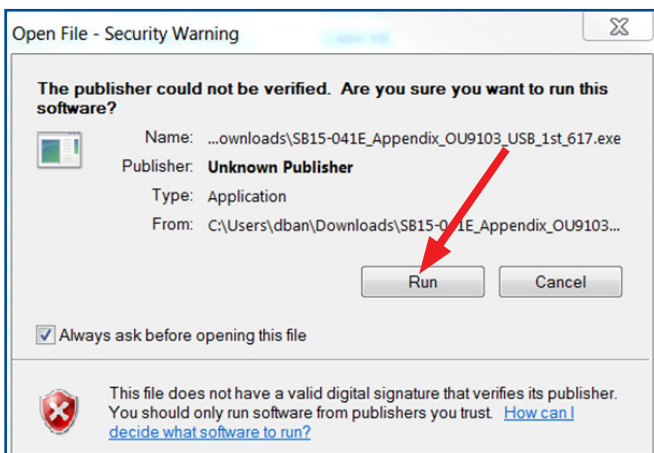 Open File - Security Warning
The publisher could not be verified. Are you sure you want to run this
software?
Name: ...ownloads\SB15-041E_Appendix_OU9103_USB_1st_617.exe
Publisher: Unknown Publisher
Type: Application
From: C:\Users\dban\Downloads\SB15-041E_Appendix_OU9103...
Run Cancel
Always ask before opening this file
This file does not have a valid digital signature that verifies its publisher.
You should only run software from publishers you trust. How can I
decide what software to run?